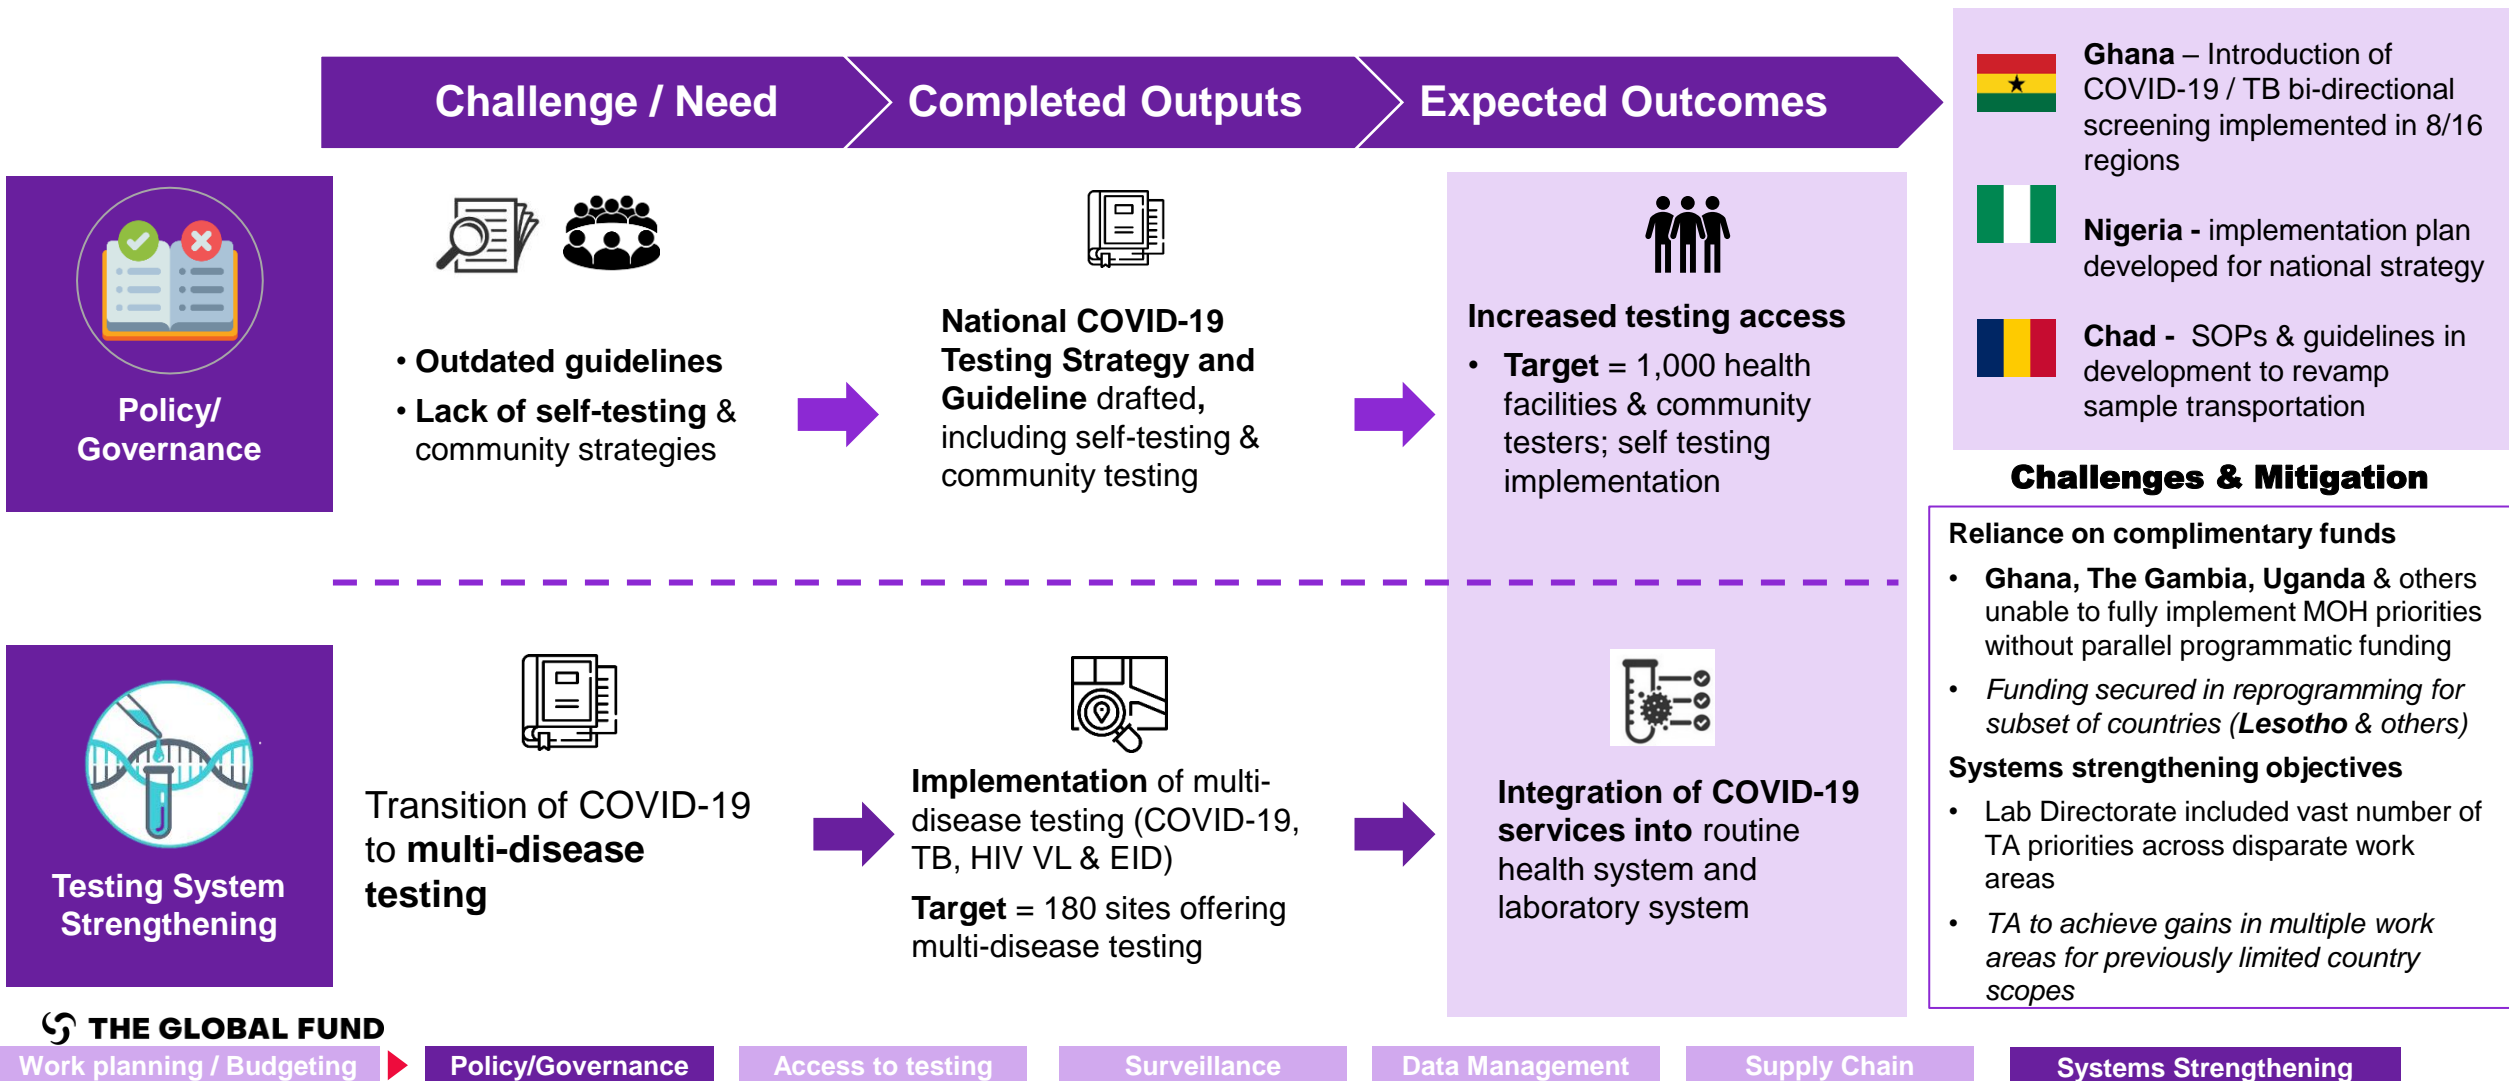 Challenge / Need
Completed Outputs
Expected Outcomes
Policy/
Governance
• Outdated guidelines
• Lack of self-testing &
community strategies
National COVID-19
Testing Strategy and
Guideline drafted,
including self-testing &
community testing
Increased testing access
• Target = 1,000 health
facilities & community
testers; self testing
implementation
Testing System
Strengthening
Transition of COVID-19
to multi-disease
testing
Implementation of multi-
disease testing (COVID-19,
TB, HIV VL & EID)
Target = 180 sites offering
multi-disease testing
Integration of COVID-19
services into routine
health system and
laboratory system
Ghana – Introduction of
COVID-19 / TB bi-directional
screening implemented in 8/16
regions
Nigeria - implementation plan
developed for national strategy
Chad - SOPs & guidelines in
development to revamp
sample transportation
Challenges & Mitigation
Reliance on complimentary funds
• Ghana, The Gambia, Uganda & others
unable to fully implement MOH priorities
without parallel programmatic funding
• Funding secured in reprogramming for
subset of countries (Lesotho & others)
Systems strengthening objectives
• Lab Directorate included vast number of
TA priorities across disparate work
areas
• TA to achieve gains in multiple work
areas for previously limited country
scopes
THE GLOBAL FUND
Work planning / Budgeting
Policy/Governance
Access to testing
Surveillance
Data Management
Supply Chain
Systems Strengthening